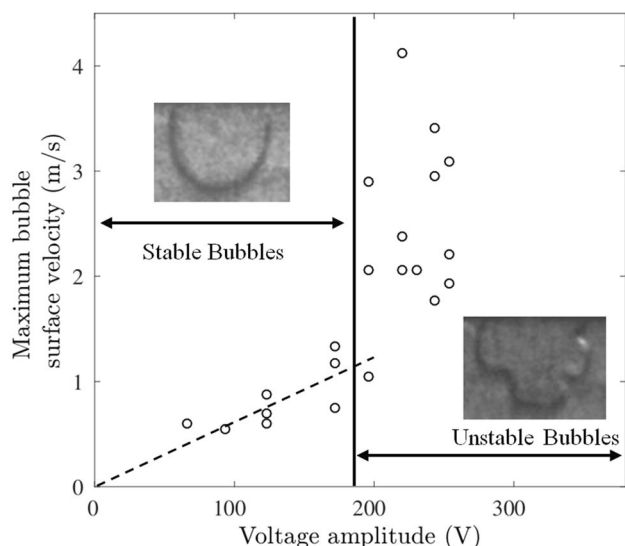 4
3
2
1
0
Maximum bubble
surface velocity (m/s)
Stable Bubbles
Unstable Bubbles
0
100
200
300
Voltage amplitude (V)